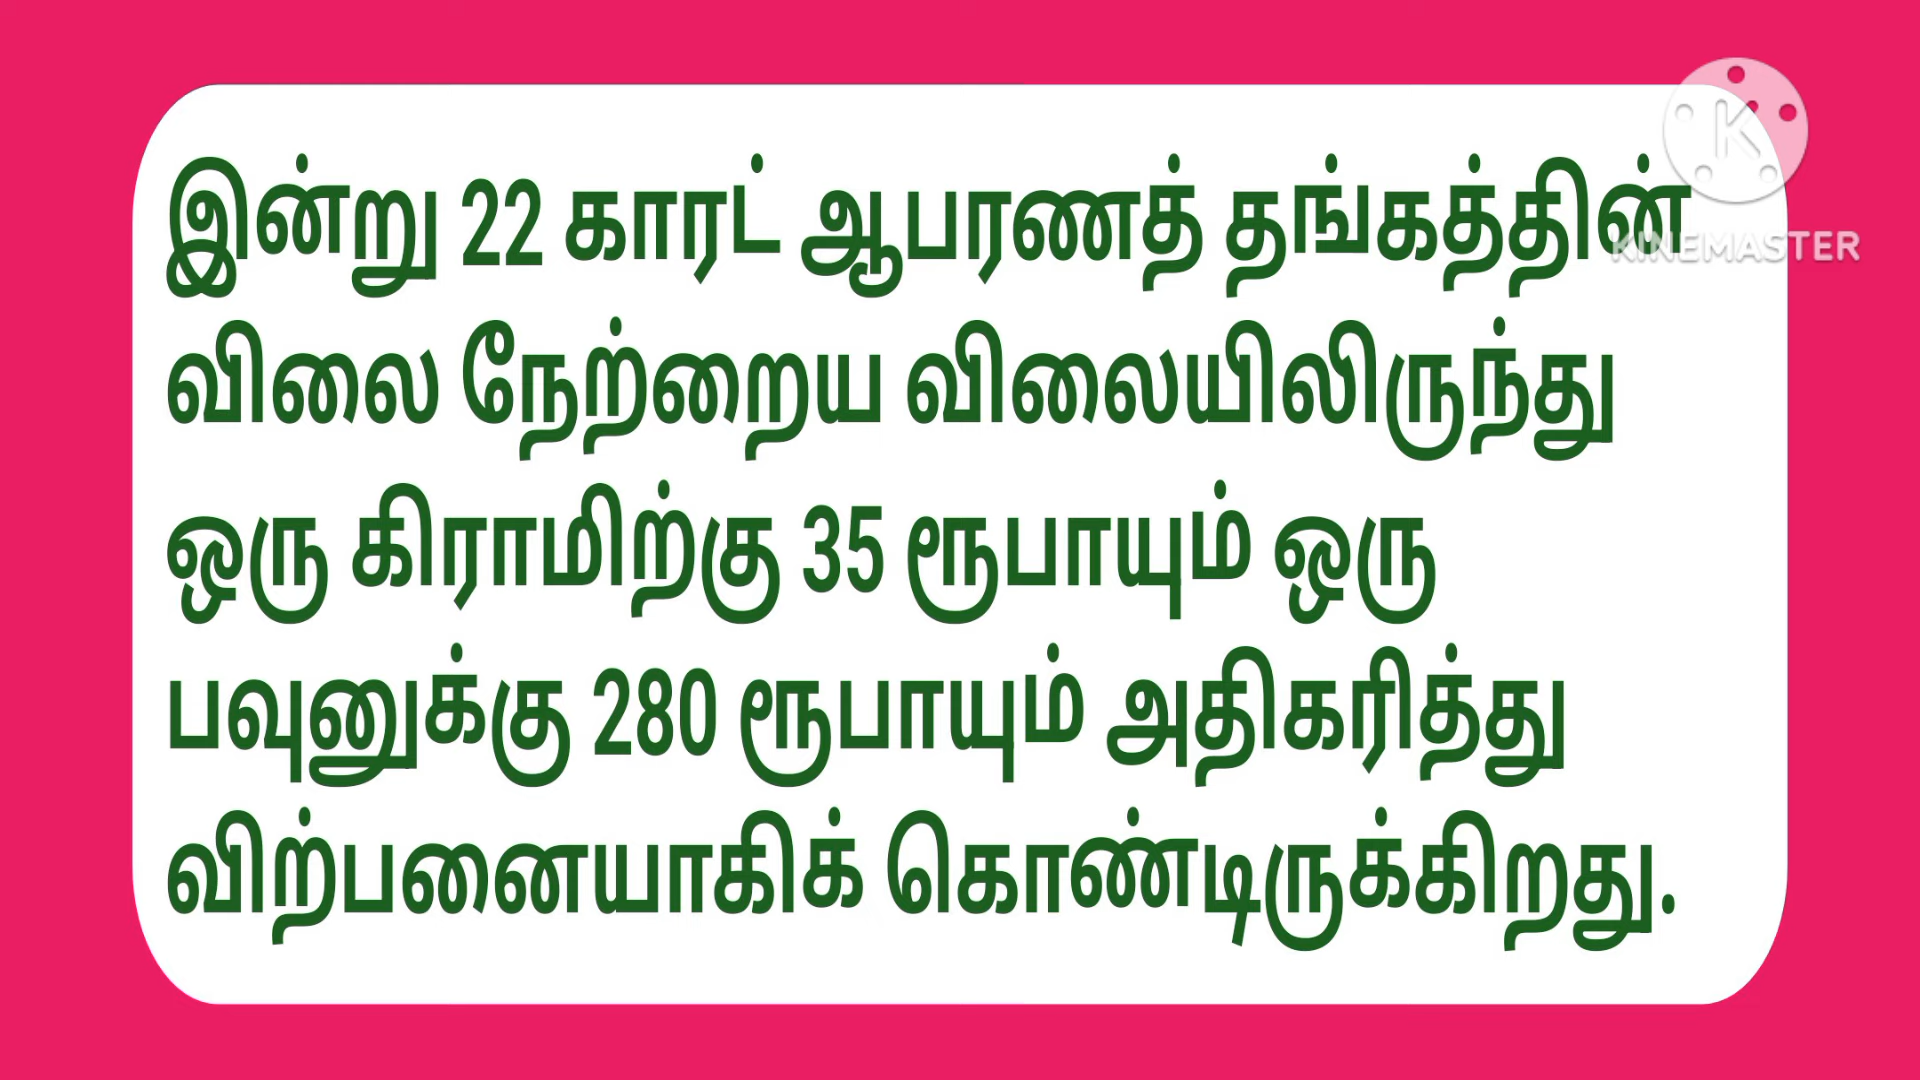 இன்று 22 காரட் ஆபரணத் தங்கத்தின்
விலை நேற்றைய விலையிலிருந்து
ஒரு கிராமிற்கு 35 ரூபாயும் ஒரு
பவுனுக்கு 280 ரூபாயும் அதிகரித்து
விற்பனையாகிக் கொண்டிருக்கிறது.
K
KINEMASTER